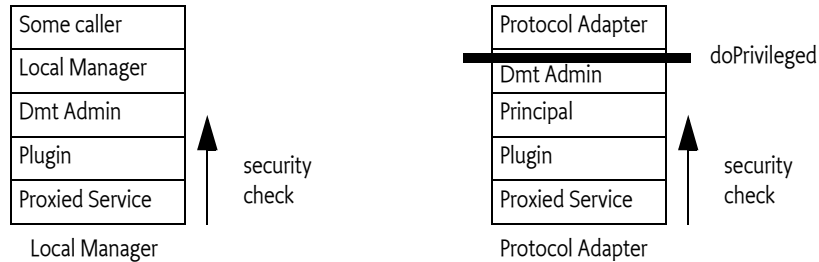 Some caller
Local Manager
Dmt Admin
Plugin
Proxied Service
Local Manager
security
check
Protocol Adapter
doPrivileged
Dmt Admin
Principal
Plugin
Proxied Service
Protocol Adapter
security
check